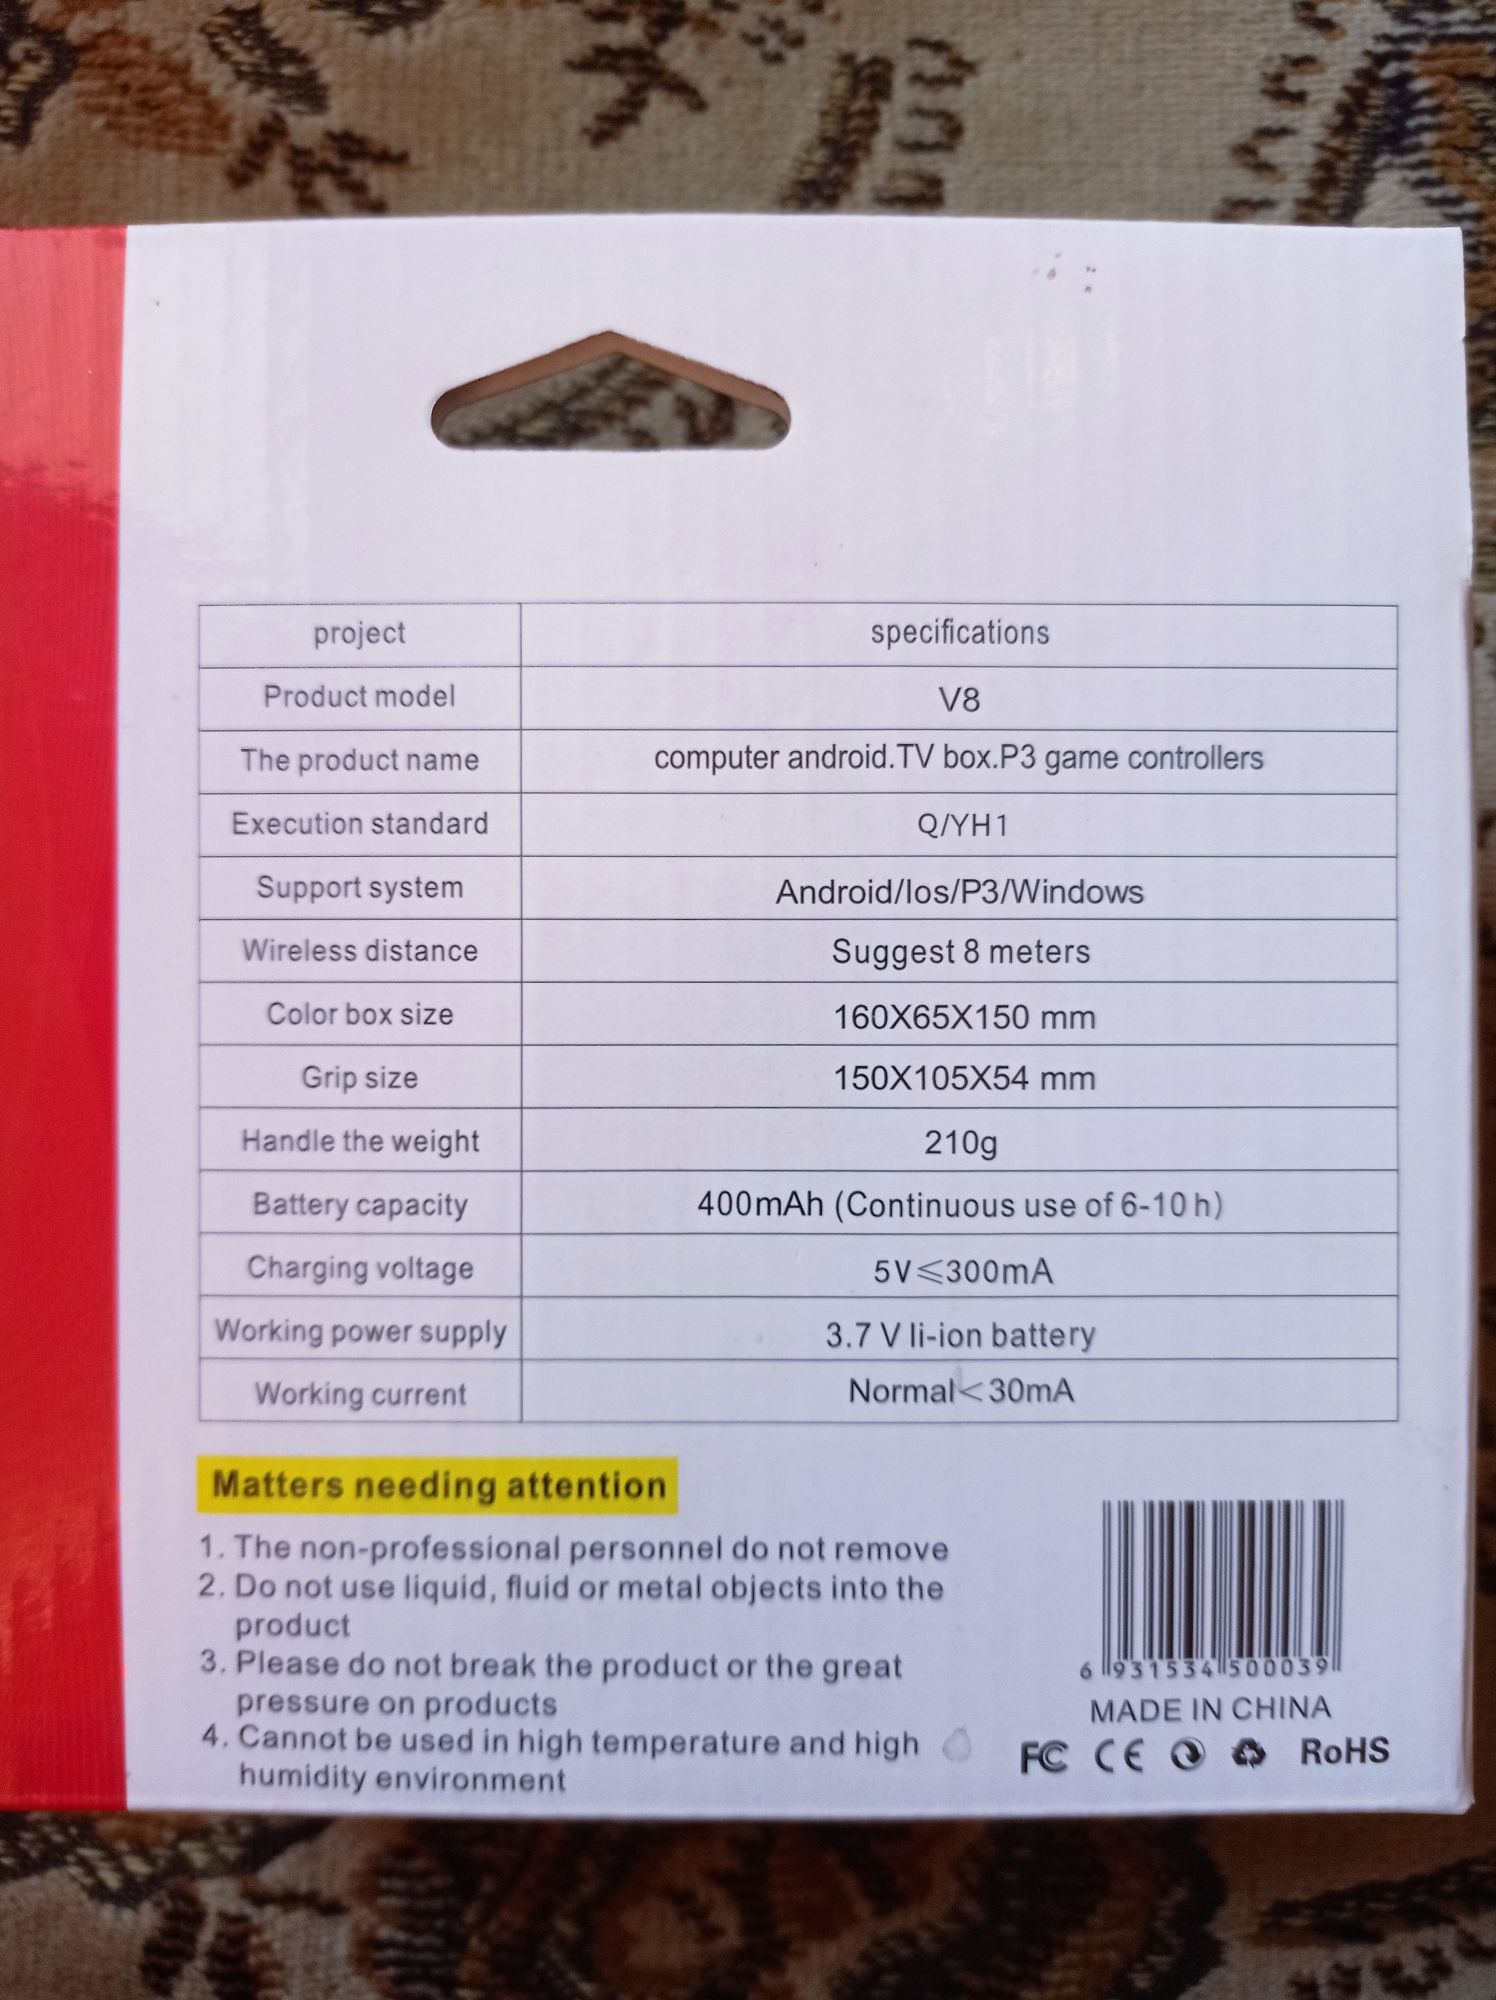 project specifications
Product model V8
The product name computer android.TV box.P3 game controllers
Execution standard Q/YH1
Support system Android/Ios/P3/Windows
Wireless distance Suggest 8 meters
Color box size 160X65X150 mm
Grip size 150X105X54 mm
Handle the weight 210g
Battery capacity 400mAh (Continuous use of 6-10 h)
Charging voltage 5V⩽300mA
Working power supply 3.7 V li-ion battery
Working current Normal<30mA
Matters needing attention
1. The non-professional personnel do not remove
2. Do not use liquid, fluid or metal objects into the
product
3. Please do not break the product or the great
pressure on products
4. Cannot be used in high temperature and high
humidity environment
6 931534 500039
MADE IN CHINA
FC CE RoHS